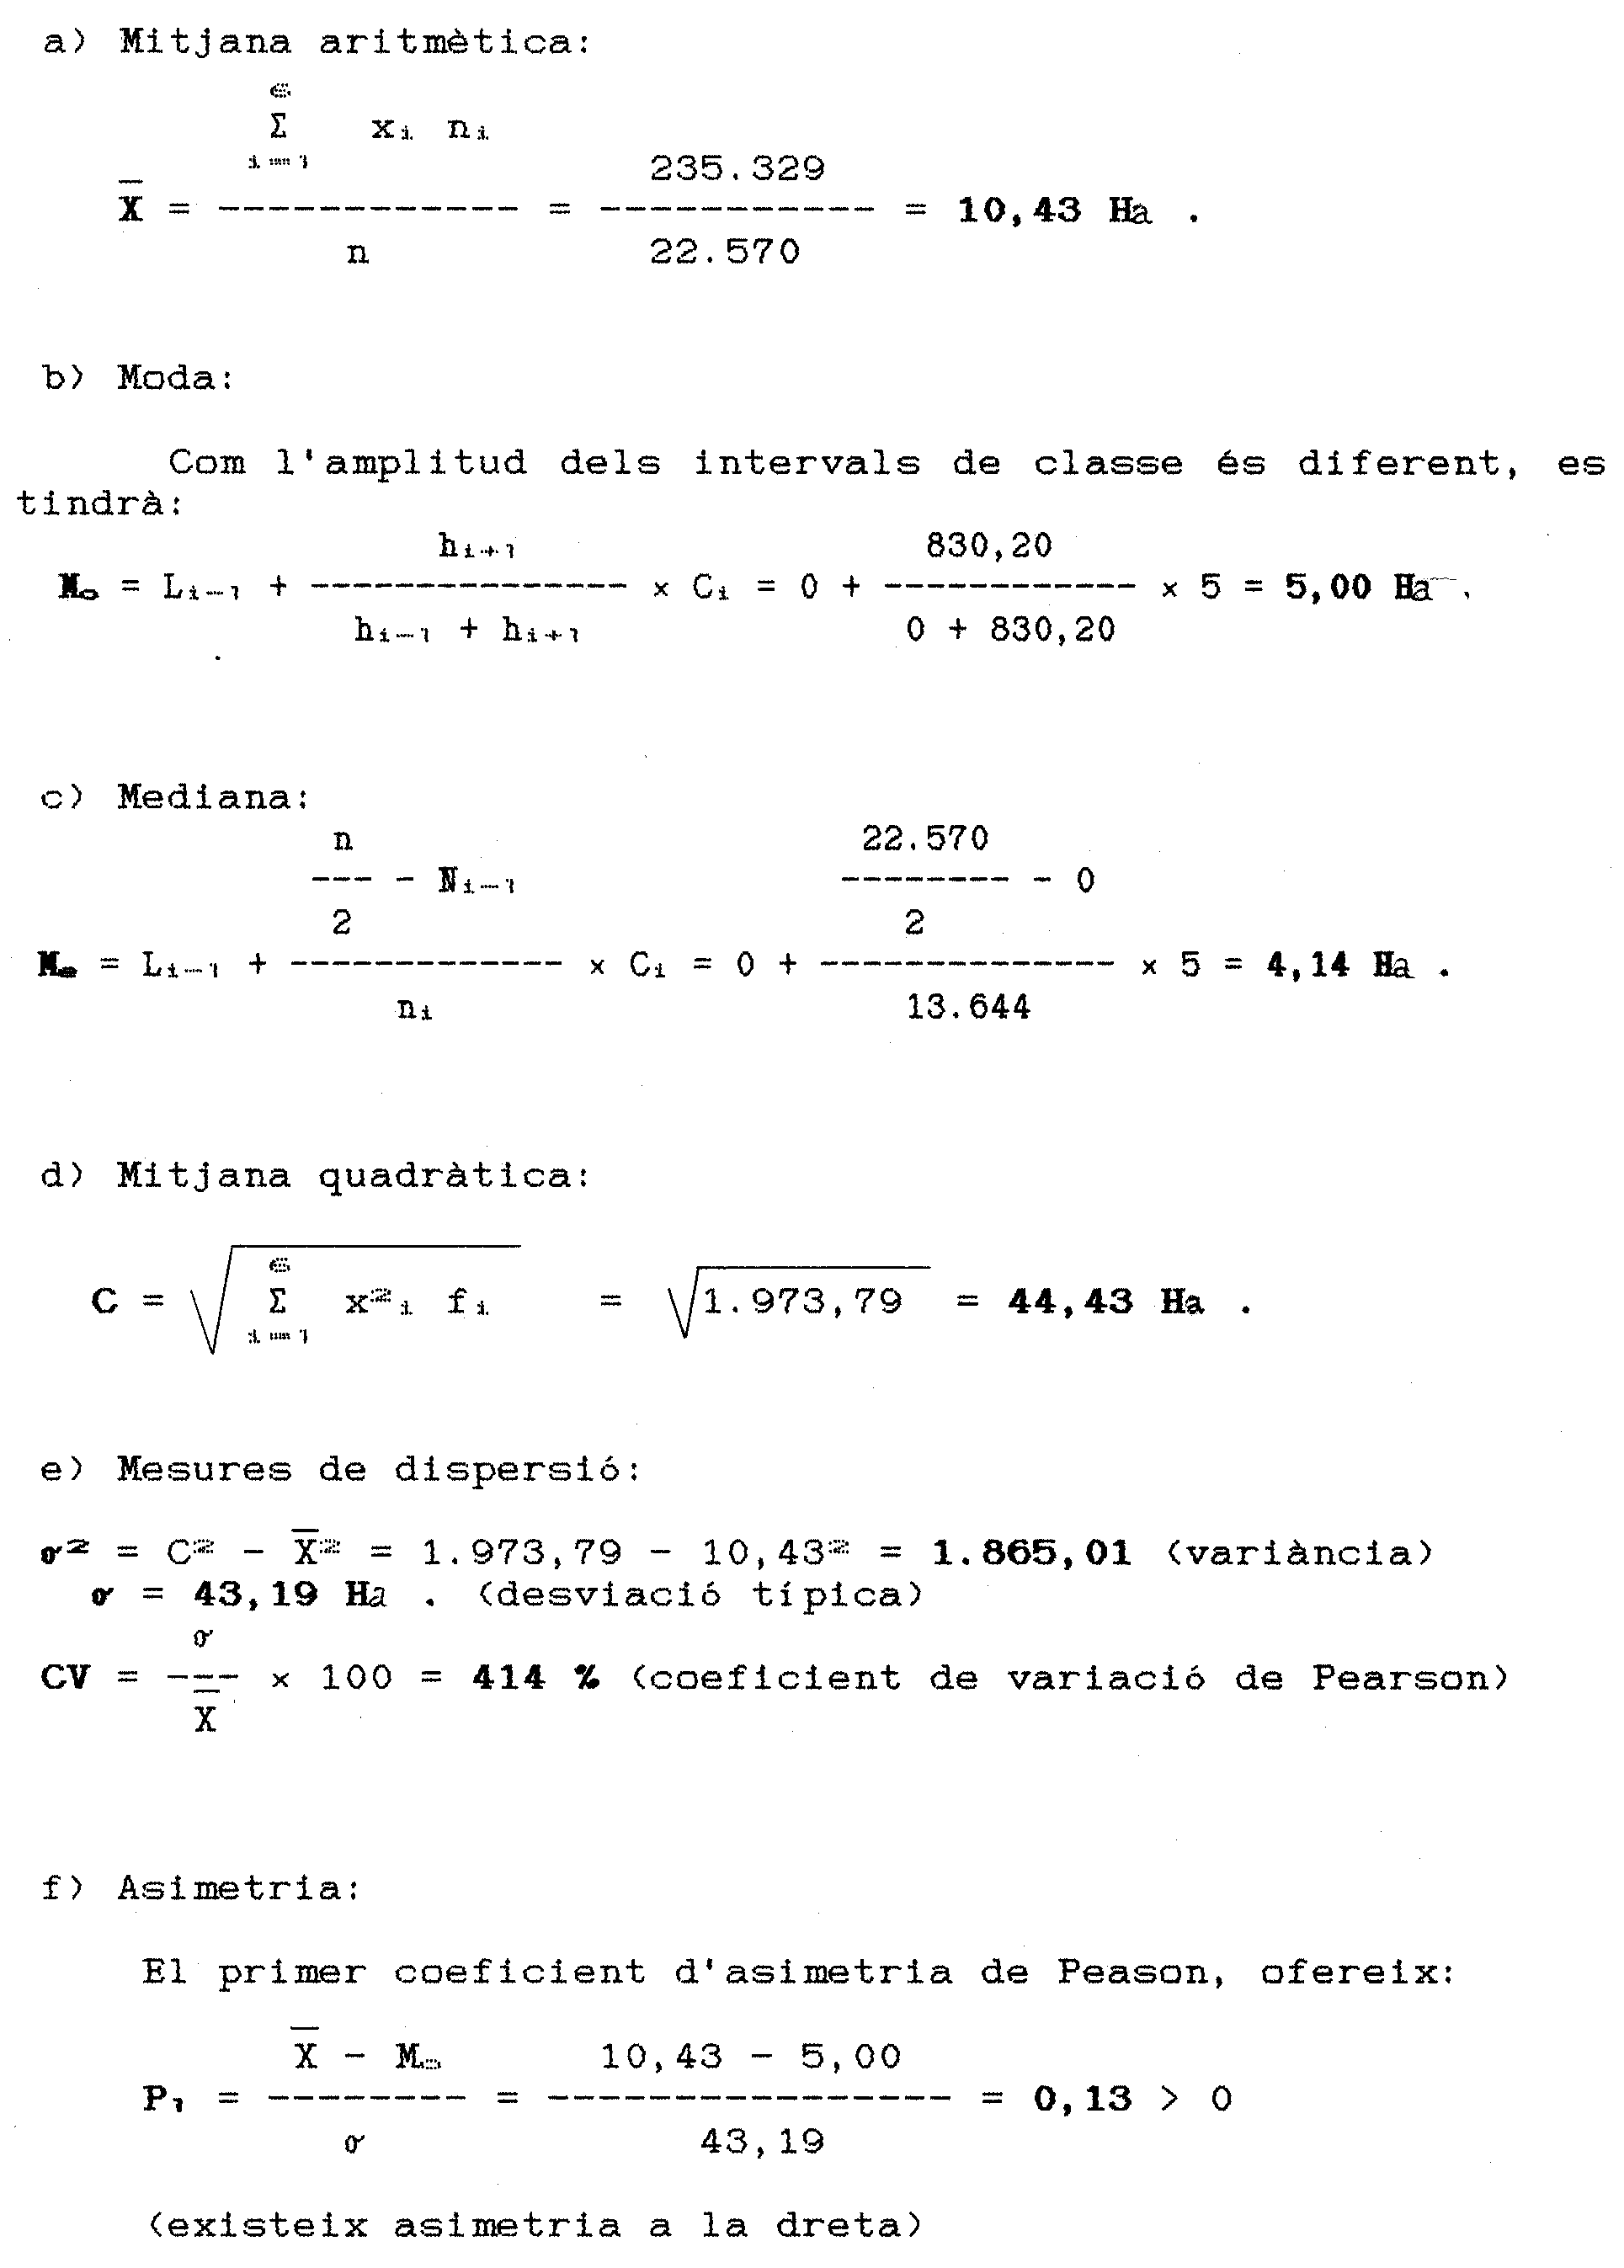 a) Mitjana aritmètica:
6
Σ xi ni
i=1 235.329
X = ------------ = ----------- = 10,43 Ha .
n 22.570
b) Moda:
Com l'amplitud dels intervals de classe és diferent, es
tindrà:
hi+1 830,20
Mo = Li-1 + --------------- x Ci = 0 + ------------ x 5 = 5,00 Ha .
hi-1 + hi+1 0 + 830,20
c) Mediana:
n 22.570
--- - Ni-1 -------- - 0
2 2
Me = Li-1 + ------------- x Ci = 0 + -------------- x 5 = 4,14 Ha .
ni 13.644
d) Mitjana quadràtica:
6
C = √ Σ x²i fi = √1.973,79 = 44,43 Ha .
i=1
e) Mesures de dispersió:
σ² = C² - X² = 1.973,79 - 10,43² = 1.865,01 (variància)
σ = 43,19 Ha . (desviació típica)
σ
CV = --- x 100 = 414 % (coeficient de variació de Pearson)
X
f) Asimetria:
El primer coeficient d'asimetria de Peason, ofereix:
X - Mo 10,43 - 5,00
P1 = -------- = ---------------- = 0,13 > 0
σ 43,19
(existeix asimetria a la dreta)